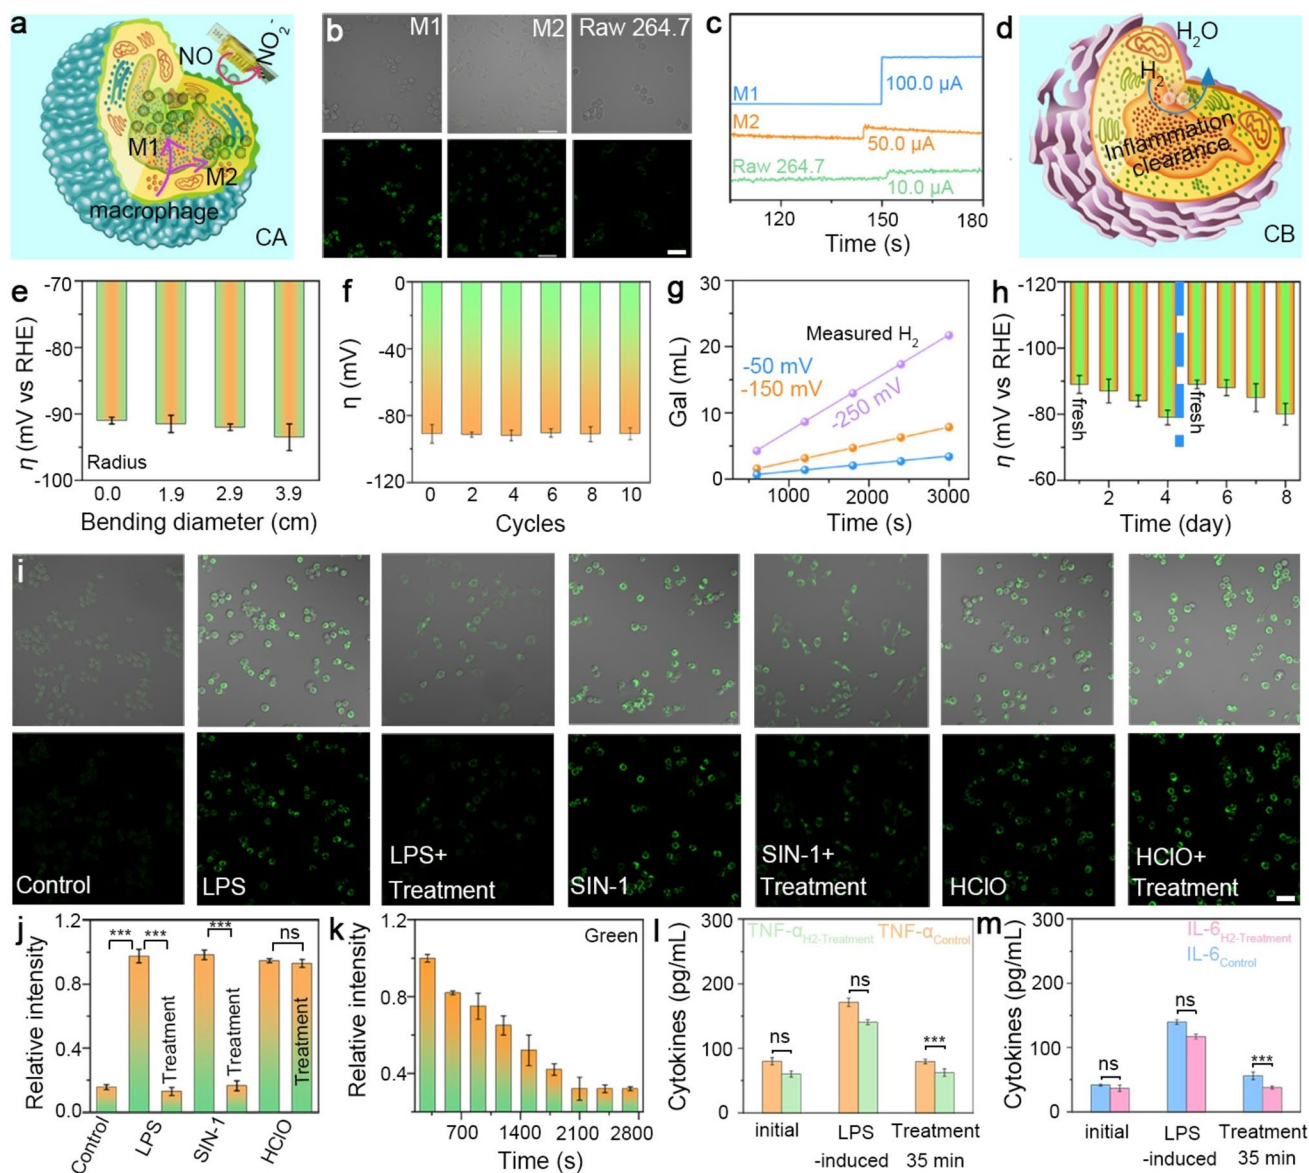 a
NO
NO₂⁻
M1
M2
macrophage
CA
b
M1
M2
Raw 264.7
c
M1
100.0 μA
M2
50.0 μA
Raw 264.7
10.0 μA
120 150 180
Time (s)
d
H₂O
H₂
Inflammation
clearance
CB
e
η (mV vs RHE)
-70
-80
-90
-100
Radius
0.0 1.9 2.9 3.9
Bending diameter (cm)
f
η (mV)
0
-40
-80
-120
0 2 4 6 8 10
Cycles
g
Gal (mL)
30
20
10
0
Measured H₂
-50 mV
-150 mV
-250 mV
1000 2000 3000
Time (s)
h
η (mV vs RHE)
-120
-100
-80
-60
fresh
fresh
2 4 6 8
Time (day)
i
Control
LPS
LPS+
Treatment
SIN-1
SIN-1+
Treatment
HClO
HClO+
Treatment
j
Relative intensity
1.2
0.8
0.4
0.0
***
***
***
ns
Treatment
Treatment
Treatment
Control
LPS
SIN-1
HClO
k
Relative intensity
1.2
0.8
0.4
Green
700 1400 2100 2800
Time (s)
l
Cytokines (pg/mL)
300
200
100
0
TNF-α H2-Treatment
TNF-α Control
ns
ns
***
initial
LPS
-induced
Treatment
35 min
m
Cytokines (pg/mL)
300
200
100
0
IL-6 H2-Treatment
IL-6 Control
ns
ns
***
initial
LPS
-induced
Treatment
35 min